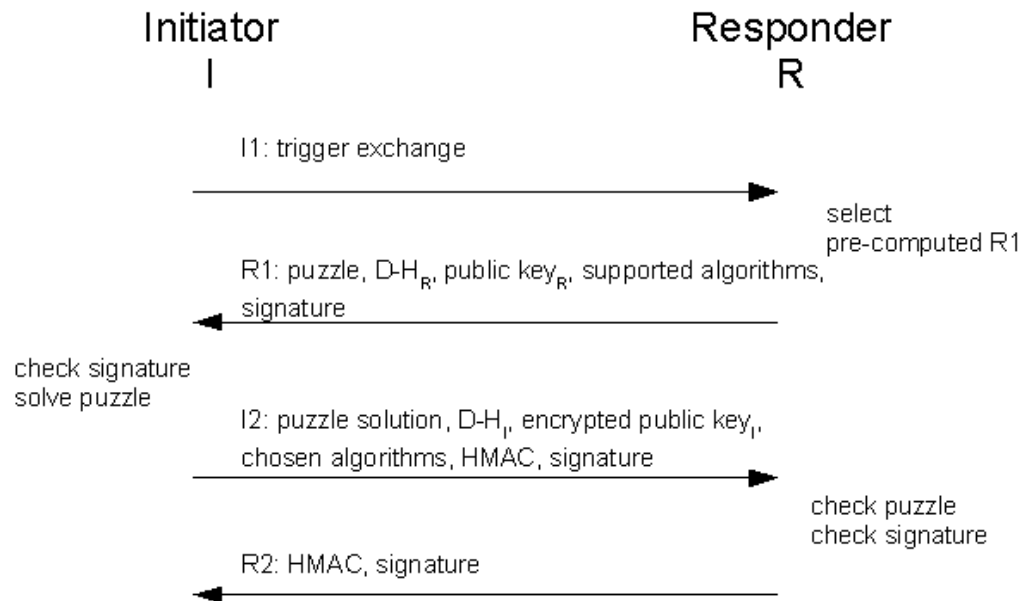 Initiator
I
Responder
R
I1: trigger exchange
select
pre-computed R1
R1: puzzle, D-H_R, public key_R, supported algorithms,
signature
check signature
solve puzzle
I2: puzzle solution, D-H_I, encrypted public key_I,
chosen algorithms, HMAC, signature
check puzzle
check signature
R2: HMAC, signature